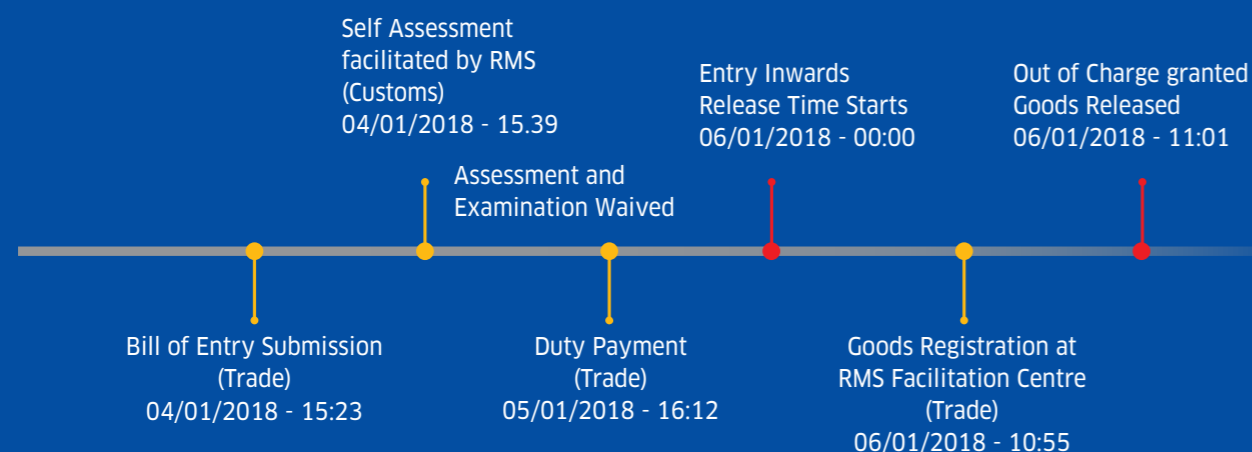 Self Assessment
facilitated by RMS
(Customs)
04/01/2018 - 15.39
Entry Inwards
Release Time Starts
06/01/2018 - 00:00
Out of Charge granted
Goods Released
06/01/2018 - 11:01
Assessment and
Examination Waived
Bill of Entry Submission
(Trade)
04/01/2018 - 15:23
Duty Payment
(Trade)
05/01/2018 - 16:12
Goods Registration at
RMS Facilitation Centre
(Trade)
06/01/2018 - 10:55